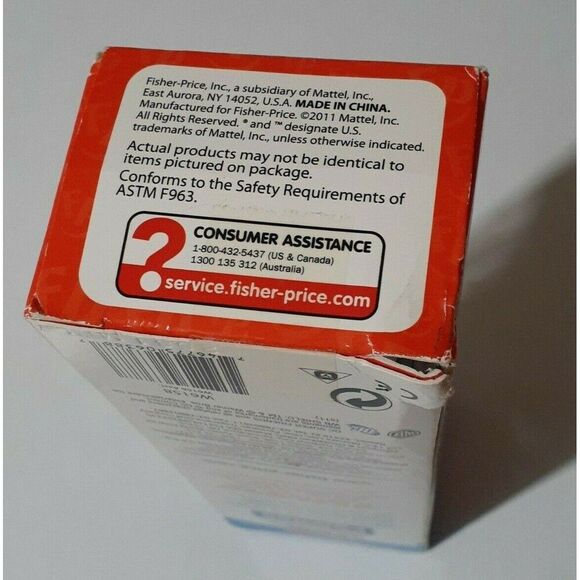 Fisher-Price, Inc., a subsidiary of Mattel, Inc.,
East Aurora, NY 14052, U.S.A. MADE IN CHINA.
Manufactured for Fisher-Price. ©2011 Mattel, Inc.
All Rights Reserved. ® and ™ designate U.S.
trademarks of Mattel, Inc., unless otherwise indicated.
Actual products may not be identical to
items pictured on package.
Conforms to the Safety Requirements of
ASTM F963.
?
CONSUMER ASSISTANCE
1-800-432-5437 (US & Canada)
1300 135 312 (Australia)
service.fisher-price.com
W6158